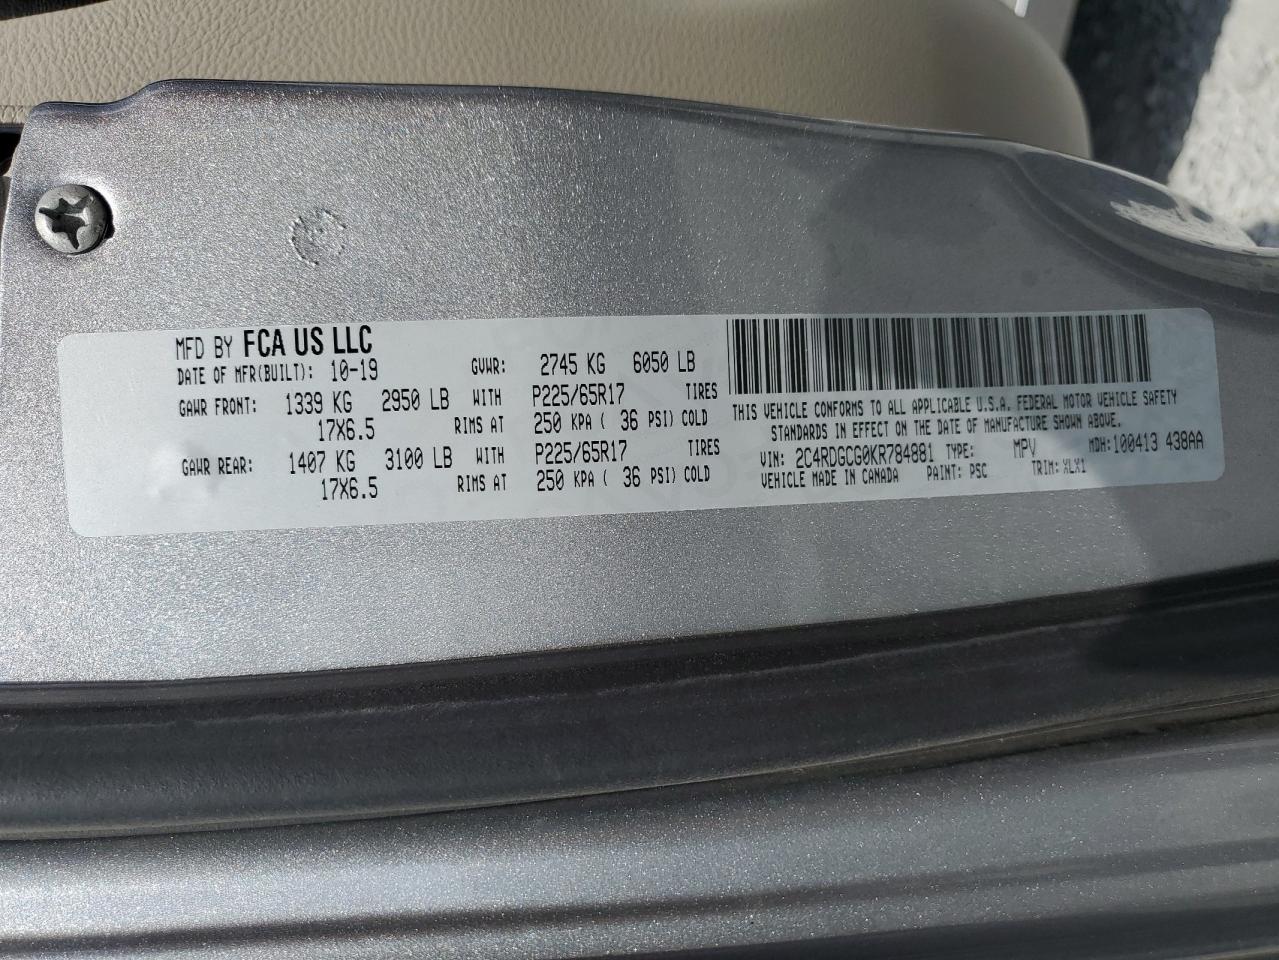 MFD BY FCA US LLC
DATE OF MFR(BUILT): 10-19 GVWR: 2745 KG 6050 LB
GAWR FRONT: 1339 KG 2950 LB WITH P225/65R17 TIRES
17X6.5 RIMS AT 250 KPA ( 36 PSI) COLD
GAWR REAR: 1407 KG 3100 LB WITH P225/65R17 TIRES
17X6.5 RIMS AT 250 KPA ( 36 PSI) COLD
THIS VEHICLE CONFORMS TO ALL APPLICABLE U.S.A. FEDERAL MOTOR VEHICLE SAFETY
STANDARDS IN EFFECT ON THE DATE OF MANUFACTURE SHOWN ABOVE.
VIN: 2C4RDGCG0KR784881 TYPE: MPV MDH:100413 438AA
VEHICLE MADE IN CANADA PAINT: PSC TRIM: XLX1